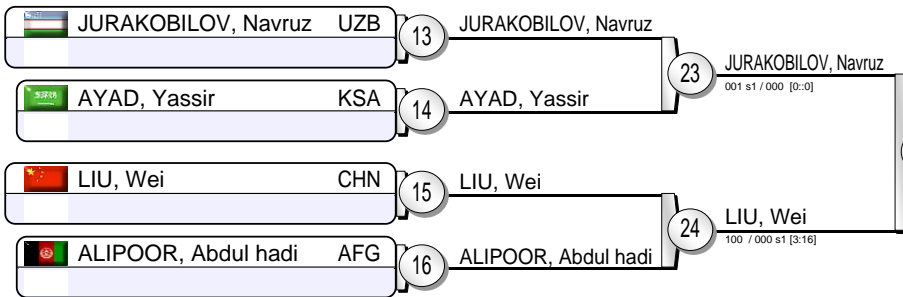 JURAKOBILOV, Navruz UZB
13
JURAKOBILOV, Navruz
23
JURAKOBILOV, Navruz
001 s1 / 000 [0::0]
AYAD, Yassir KSA
14
AYAD, Yassir
LIU, Wei CHN
15
LIU, Wei
24
LIU, Wei
100 / 000 s1 [3:16]
ALIPOOR, Abdul hadi AFG
16
ALIPOOR, Abdul hadi